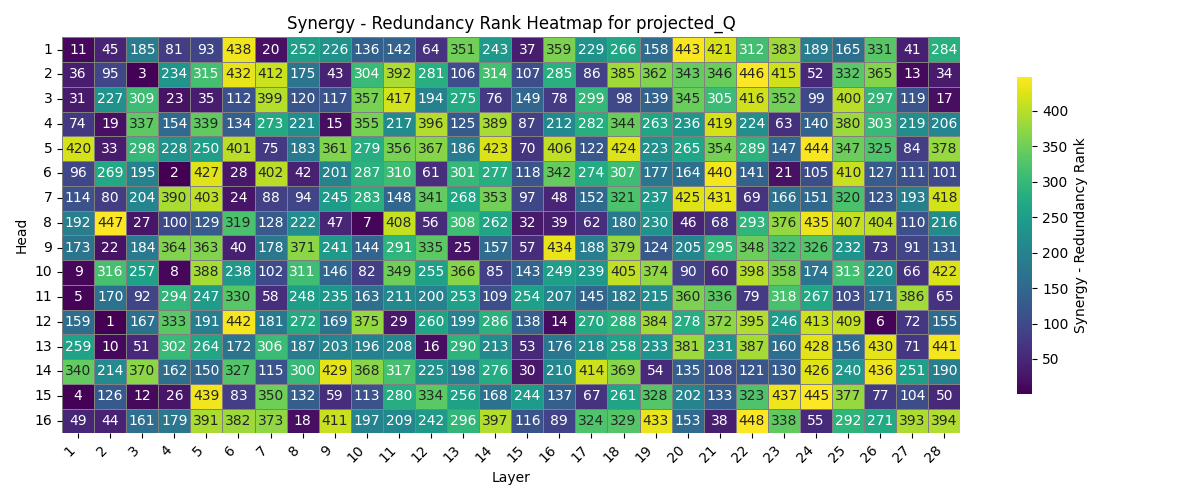 Synergy - Redundancy Rank Heatmap for projected_Q
1 11 45 185 81 93 438 20 252 226 136 142 64 351 243 37 359 229 266 158 443 421 312 383 189 165 331 41 284
2 36 95 3 234 315 432 412 175 43 304 392 281 106 314 107 285 86 385 362 343 346 446 415 52 332 365 13 34
3 31 227 309 23 35 112 399 120 117 357 417 194 275 76 149 78 299 98 139 345 305 416 352 99 400 297 119 17
4 74 19 337 154 339 134 273 221 15 355 217 396 125 389 87 212 282 344 263 236 419 224 63 140 380 303 219 206
5 420 33 298 228 250 401 75 183 361 279 356 367 186 423 70 406 122 424 223 265 354 289 147 444 347 325 84 378
6 96 269 195 2 427 28 402 42 201 287 310 61 301 277 118 342 274 307 177 164 440 141 21 105 410 127 111 101
7 114 80 204 390 403 24 88 94 245 283 148 341 268 353 97 48 152 321 237 425 431 69 166 151 320 123 193 418
8 192 447 27 100 129 319 128 222 47 7 408 56 308 262 32 39 62 180 230 46 68 293 376 435 407 404 110 216
9 173 22 184 364 363 40 178 371 241 144 291 335 25 157 57 434 188 379 124 205 295 348 322 326 232 73 91 131
10 9 316 257 8 388 238 102 311 146 82 349 255 366 85 143 249 239 405 374 90 60 398 358 174 313 220 66 422
11 5 170 92 294 247 330 58 248 235 163 211 200 253 109 254 207 145 182 215 360 336 79 318 267 103 171 386 65
12 159 1 167 333 191 442 181 272 169 375 29 260 199 286 138 14 270 288 384 278 372 395 246 413 409 6 72 155
13 259 10 51 302 264 172 306 187 203 196 208 16 290 213 53 176 218 258 233 381 231 387 160 428 156 430 71 441
14 340 214 370 162 150 327 115 300 429 368 317 225 198 276 30 210 414 369 54 135 108 121 130 426 240 436 251 190
15 4 126 12 26 439 83 350 132 59 113 280 334 256 168 244 137 67 261 328 202 133 323 437 445 377 77 104 50
16 49 44 161 179 391 382 373 18 411 197 209 242 296 397 116 89 324 329 433 153 38 448 338 55 292 271 393 394
1 2 3 4 5 6 7 8 9 10 11 12 13 14 15 16 17 18 19 20 21 22 23 24 25 26 27 28
Layer
Head
400
350
300
250
200
150
100
50
Synergy - Redundancy Rank